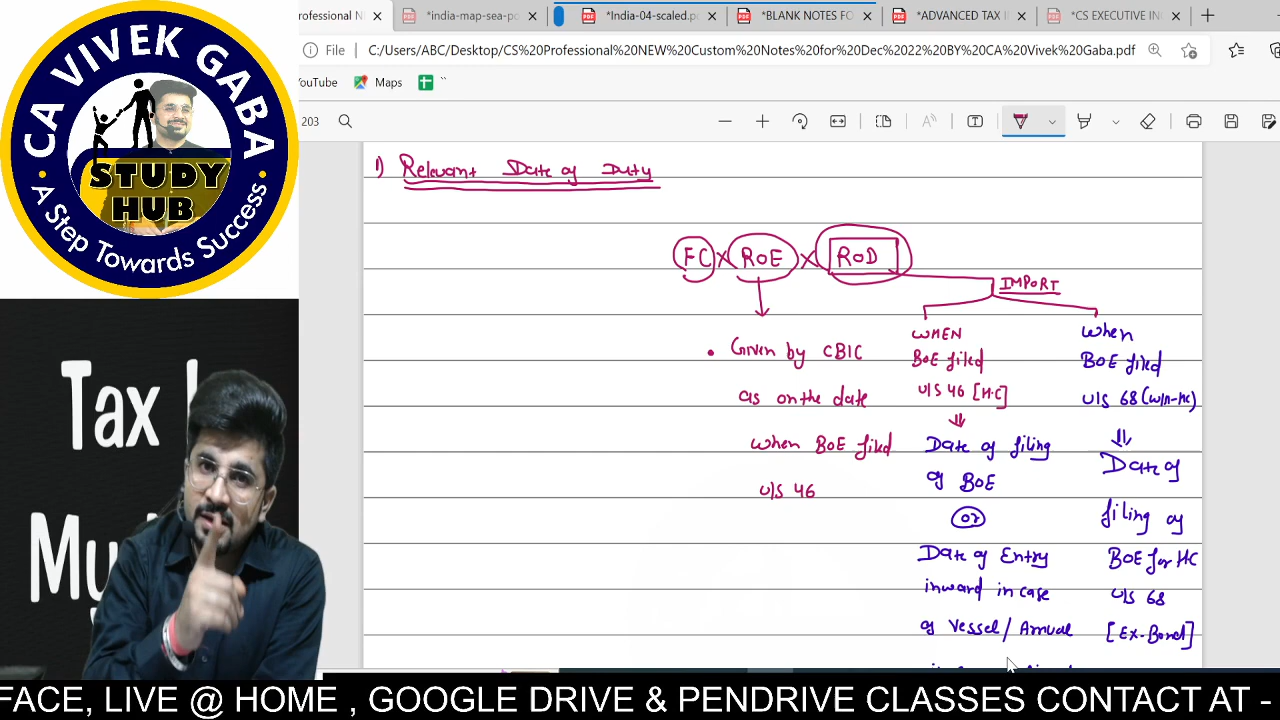 CA VIVEK GABA
STUDY
HUB
A Step Towards Success
rofessional N
*india-map-sea-po
*India-04-scaled.p
*BLANK NOTES FO
*ADVANCED TAX
*CS EXECUTIVE IN
File
C:/Users/ABC/Desktop/CS%20Professional%20NEW%20Custom%20Notes%20for%20Dec%2022%20BY%20CA%20Vivek%20Gaba.pdf
YouTube
Maps
``
203
1) Relevant Date of Duty
FC × ROE × ROD
IMPORT
Given by CBIC
as on the date
when BOE filed
U/S 46
WHEN
BOE filed
U/S 46 [H.C]
Date of filing
of BOE
or
Date of Entry
inward in case
of Vessel / Arrival
When
BOE filed
U/S 68 (W/H-HC)
Date of
filing of
BOE for HC
U/S 68
[Ex-Bond]
Tax
My
FACE, LIVE @ HOME , GOOGLE DRIVE & PENDRIVE CLASSES CONTACT AT -